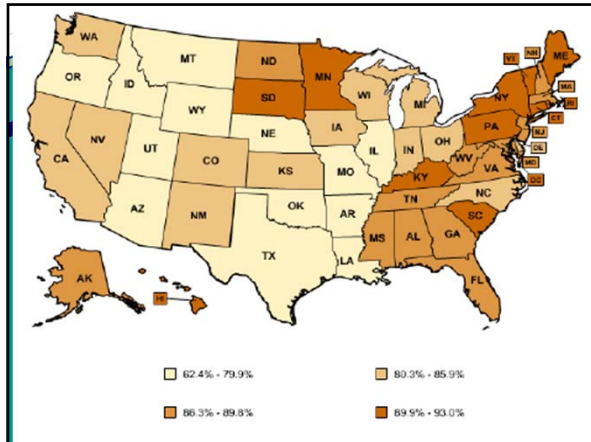 WA
MT
ND
MN
OR
ID
SD
WI
MI
NY
VT
NH
ME
MA
RI
CT
WY
IA
NE
PA
NJ
NV
UT
CO
IL
IN
OH
DE
MD
DC
CA
KS
MO
WV
VA
KY
NC
AZ
NM
OK
AR
TN
SC
TX
LA
MS
AL
GA
FL
AK
HI
62.4% - 79.9%
80.3% - 85.9%
86.3% - 89.8%
89.9% - 93.0%